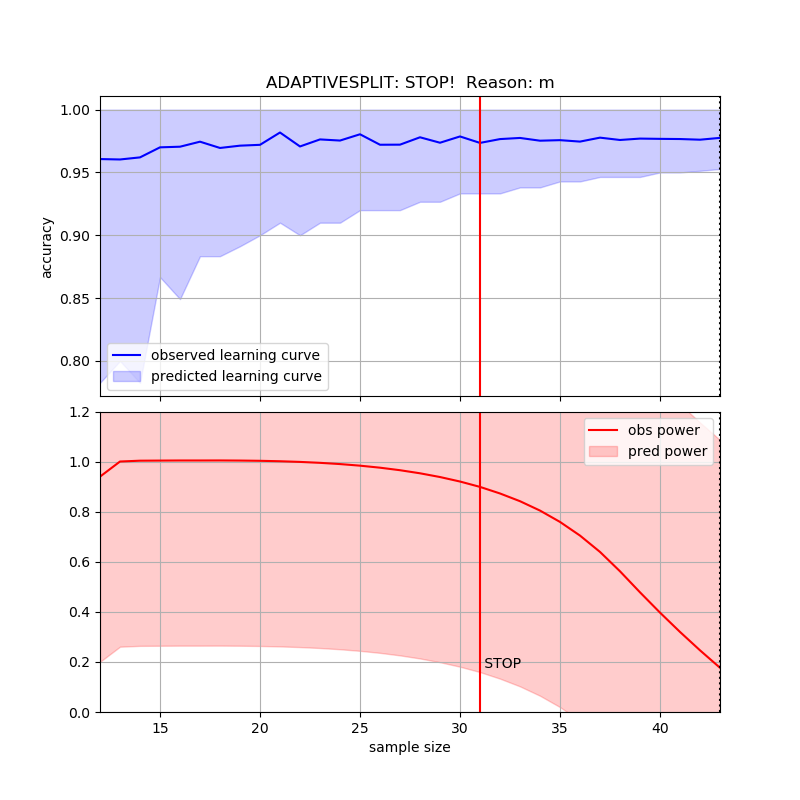 ADAPTIVESPLIT: STOP!  Reason: m
1.00
0.95
0.90
0.85
0.80
accuracy
observed learning curve
predicted learning curve
1.2
1.0
0.8
0.6
0.4
0.2
0.0
obs power
pred power
STOP
15 20 25 30 35 40
sample size